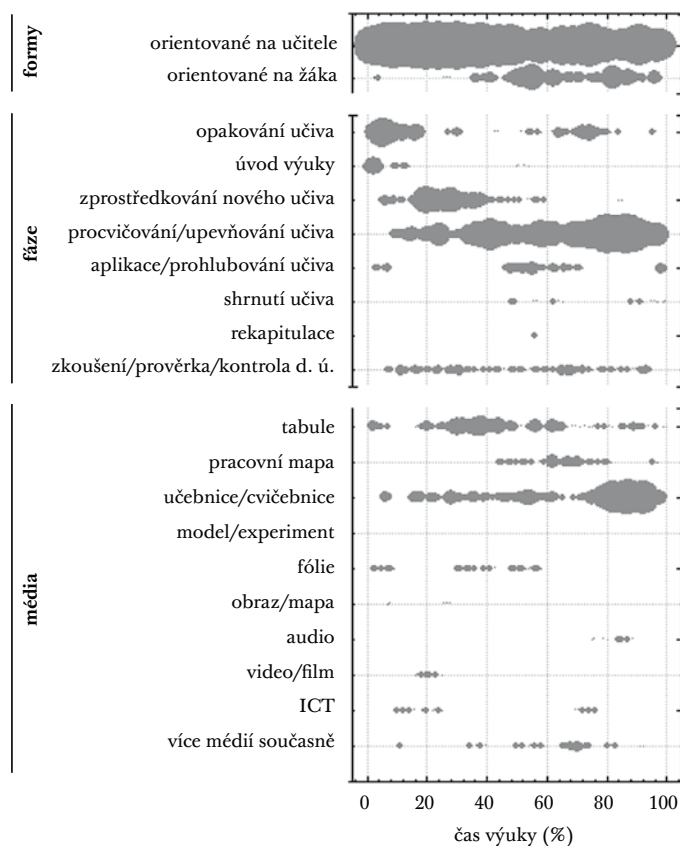 formy
orientované na učitele
orientované na žáka
fáze
opakování učiva
úvod výuky
zprostředkování nového učiva
procvičování/upevňování učiva
aplikace/prohlubování učiva
shrnutí učiva
rekapitulace
zkoušení/prověrka/kontrola d. ú.
média
tabule
pracovní mapa
učebnice/cvičebnice
model/experiment
fólie
obraz/mapa
audio
video/film
ICT
více médií současně
0 20 40 60 80 100
čas výuky (%)